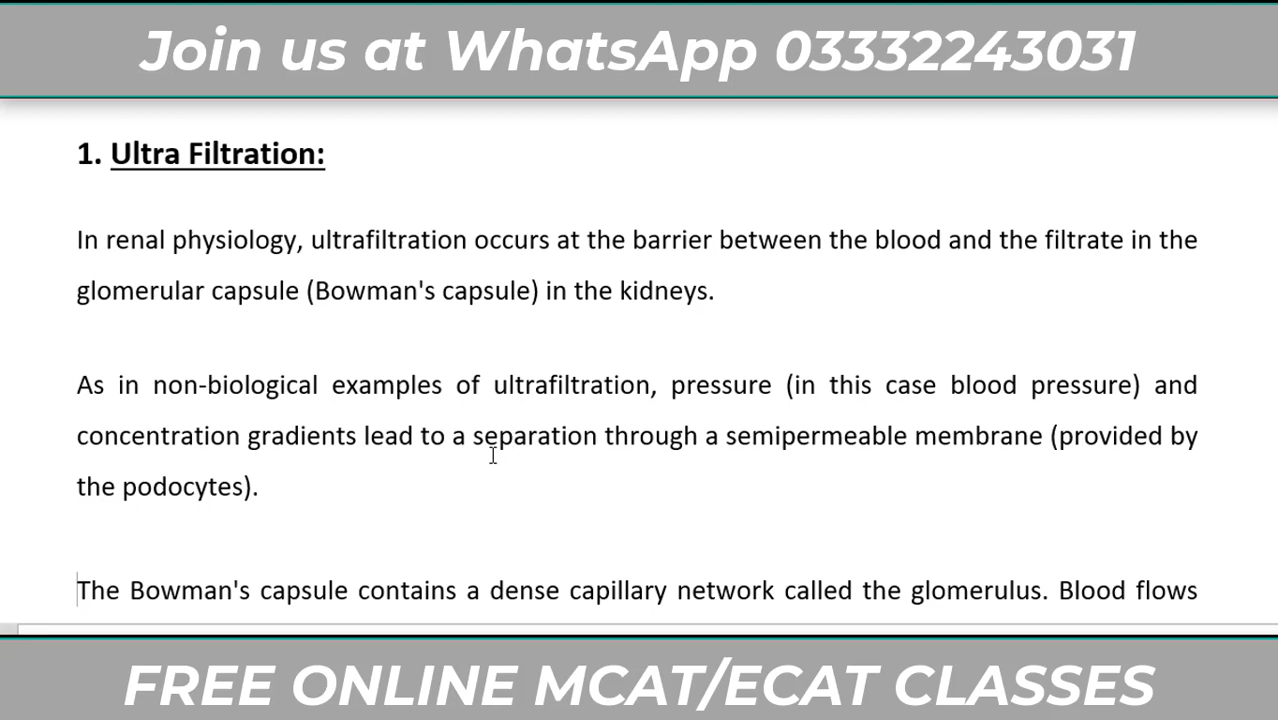 Join us at WhatsApp 03332243031
1. Ultra Filtration:
In renal physiology, ultrafiltration occurs at the barrier between the blood and the filtrate in the
glomerular capsule (Bowman's capsule) in the kidneys.
As in non-biological examples of ultrafiltration, pressure (in this case blood pressure) and
concentration gradients lead to a separation through a semipermeable membrane (provided by
the podocytes).
The Bowman's capsule contains a dense capillary network called the glomerulus. Blood flows
FREE ONLINE MCAT/ECAT CLASSES